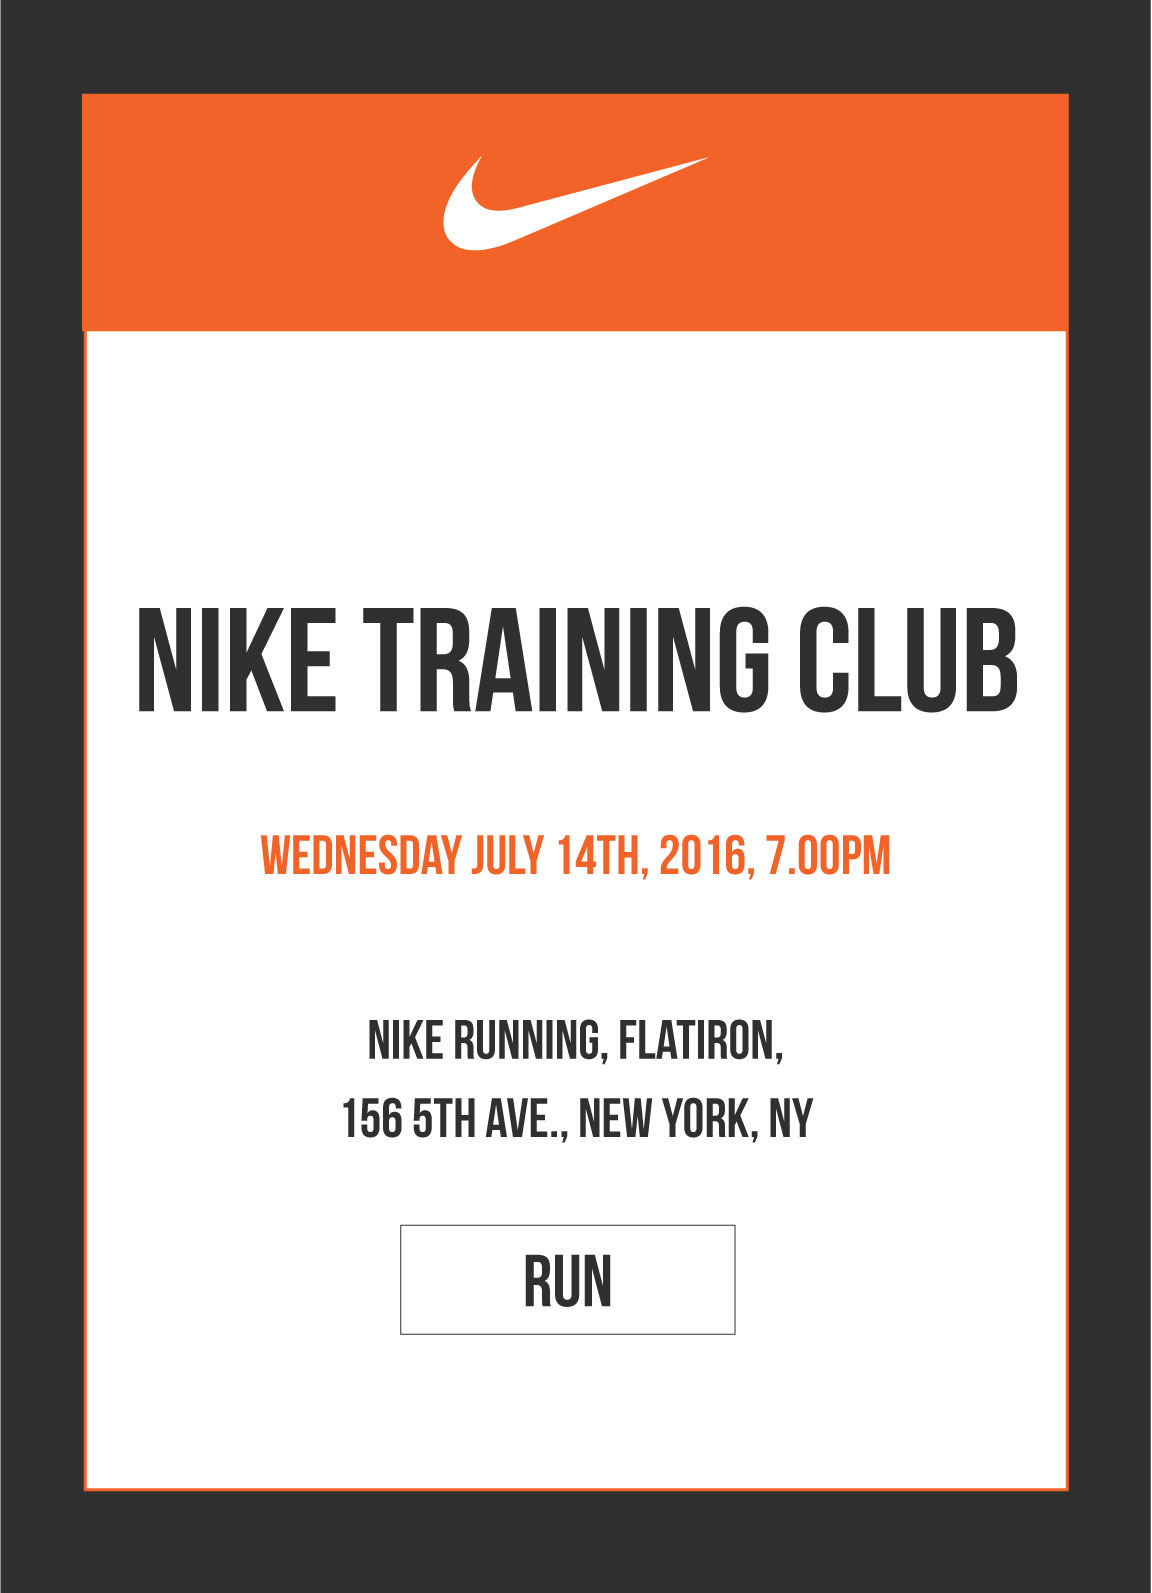 NIKE TRAINING CLUB
WEDNESDAY JULY 14TH, 2016, 7.00PM
NIKE RUNNING, FLATIRON,
156 5TH AVE., NEW YORK, NY
RUN